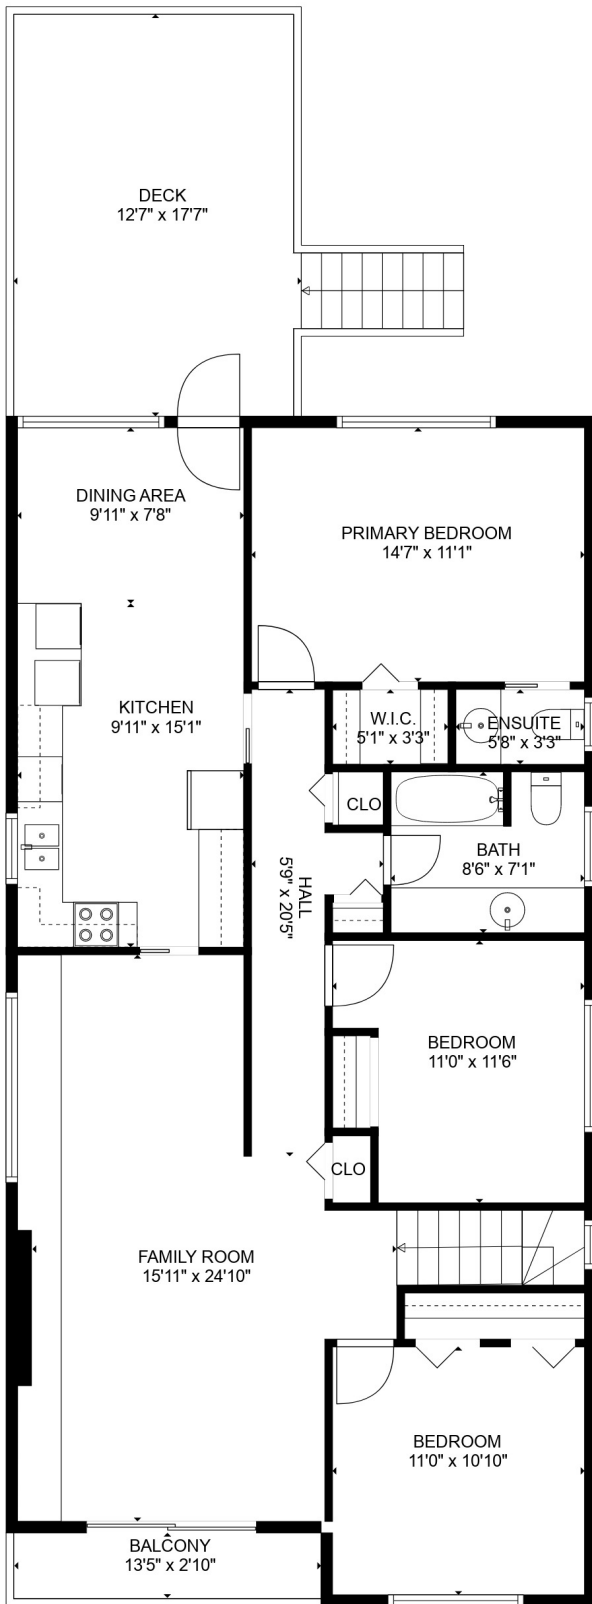 DECK
12'7" x 17'7"
DINING AREA
9'11" x 7'8"
PRIMARY BEDROOM
14'7" x 11'1"
KITCHEN
9'11" x 15'1"
W.I.C.
5'1" x 3'3"
ENSUITE
5'8" x 3'3"
CLO
BATH
8'6" x 7'1"
HALL
5'9" x 20'5"
BEDROOM
11'0" x 11'6"
CLO
FAMILY ROOM
15'11" x 24'10"
BEDROOM
11'0" x 10'10"
BALCONY
13'5" x 2'10"